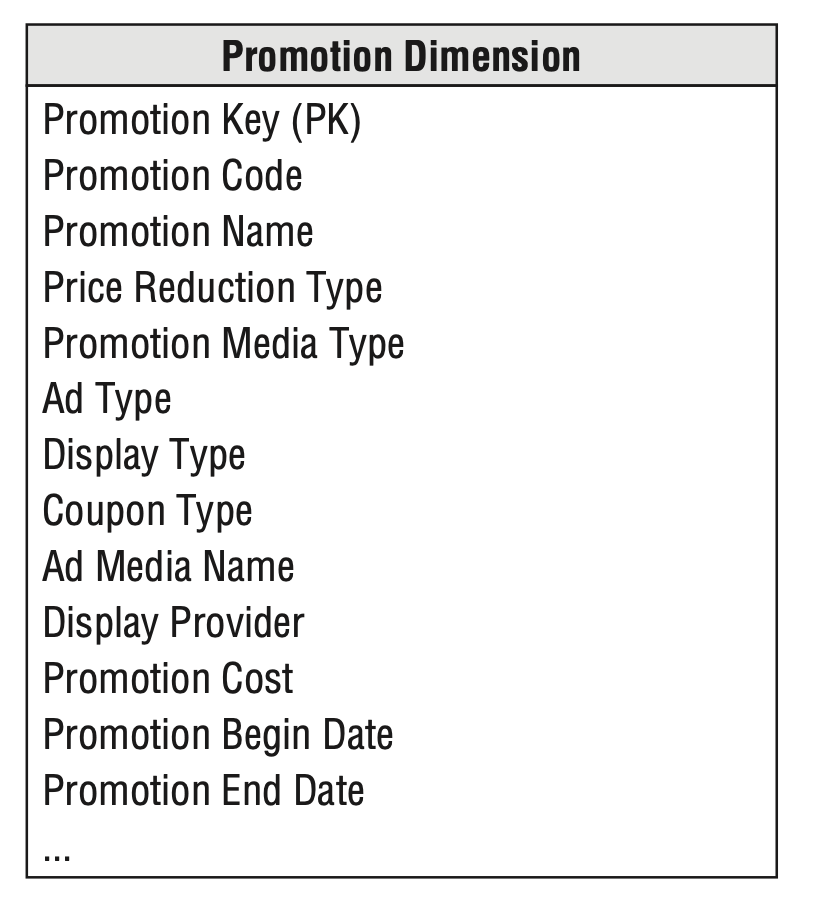 Promotion Dimension
Promotion Key (PK)
Promotion Code
Promotion Name
Price Reduction Type
Promotion Media Type
Ad Type
Display Type
Coupon Type
Ad Media Name
Display Provider
Promotion Cost
Promotion Begin Date
Promotion End Date
...